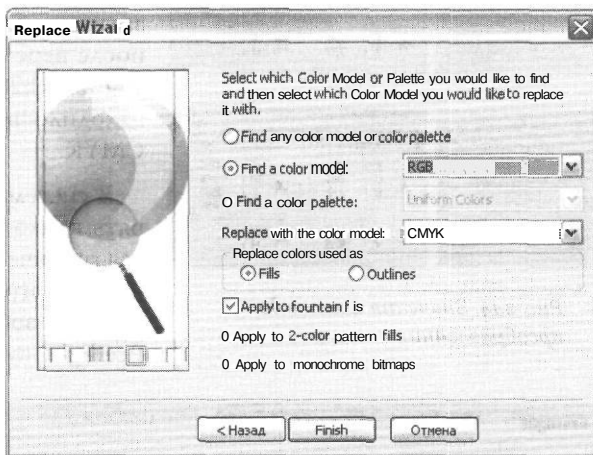 Replace Wizard
Select which Color Model or Palette you would like to find
and then select which Color Model you would like to replace
it with.
Find any color model or color palette
Find a color model: RGB
O Find a color palette: Uniform Colors
Replace with the color model: CMYK
Replace colors used as
Fills Outlines
Apply to fountain f is
0 Apply to 2-color pattern fills
0 Apply to monochrome bitmaps
< Назад Finish Отмена